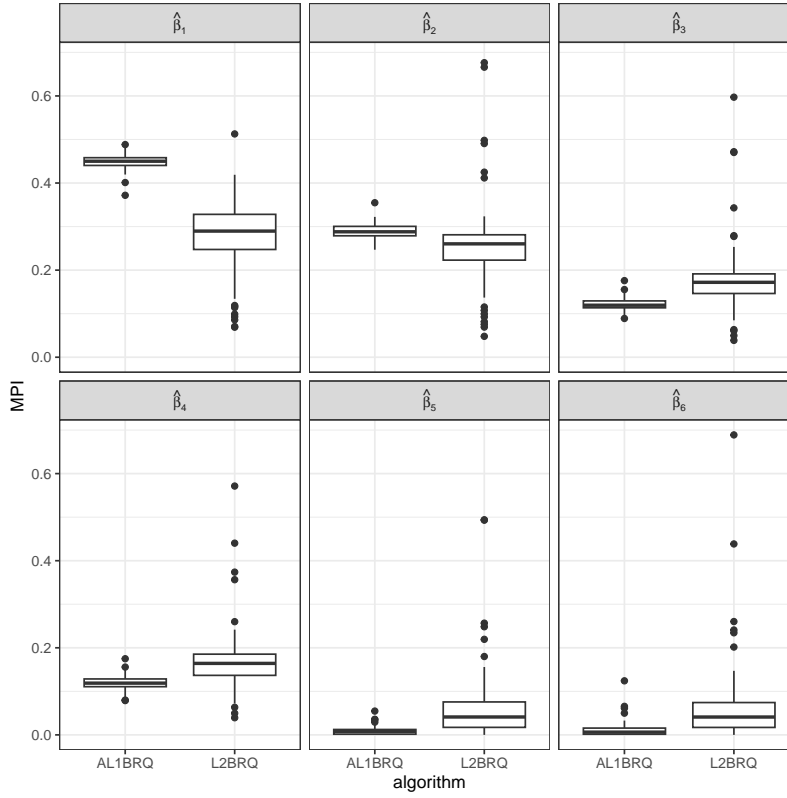 β̂₁ β̂₂ β̂₃
0.6
0.4
0.2
0.0
MPI
β̂₄ β̂₅ β̂₆
0.6
0.4
0.2
0.0
AL1BRQ L2BRQ AL1BRQ L2BRQ AL1BRQ L2BRQ
algorithm